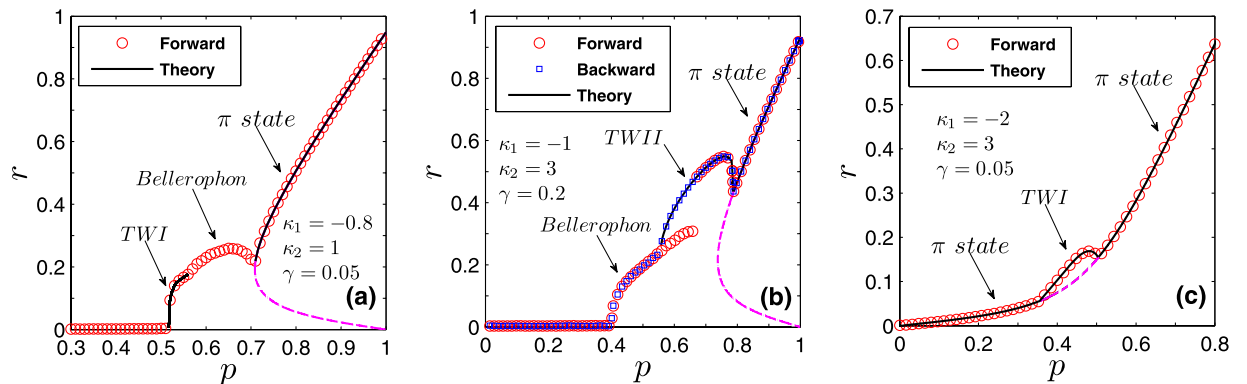 Forward
Theory
π state
Bellerophon
TWI
κ₁ = −0.8
κ₂ = 1
γ = 0.05
(a)
r
p
0
0.2
0.4
0.6
0.8
1
0.3 0.4 0.5 0.6 0.7 0.8 0.9 1
Forward
Backward
Theory
π state
TWII
κ₁ = −1
κ₂ = 3
γ = 0.2
Bellerophon
(b)
r
p
0
0.2
0.4
0.6
0.8
1
0 0.2 0.4 0.6 0.8 1
Forward
Theory
κ₁ = −2
κ₂ = 3
γ = 0.05
π state
TWI
π state
(c)
r
p
0
0.1
0.2
0.3
0.4
0.5
0.6
0.7
0 0.2 0.4 0.6 0.8